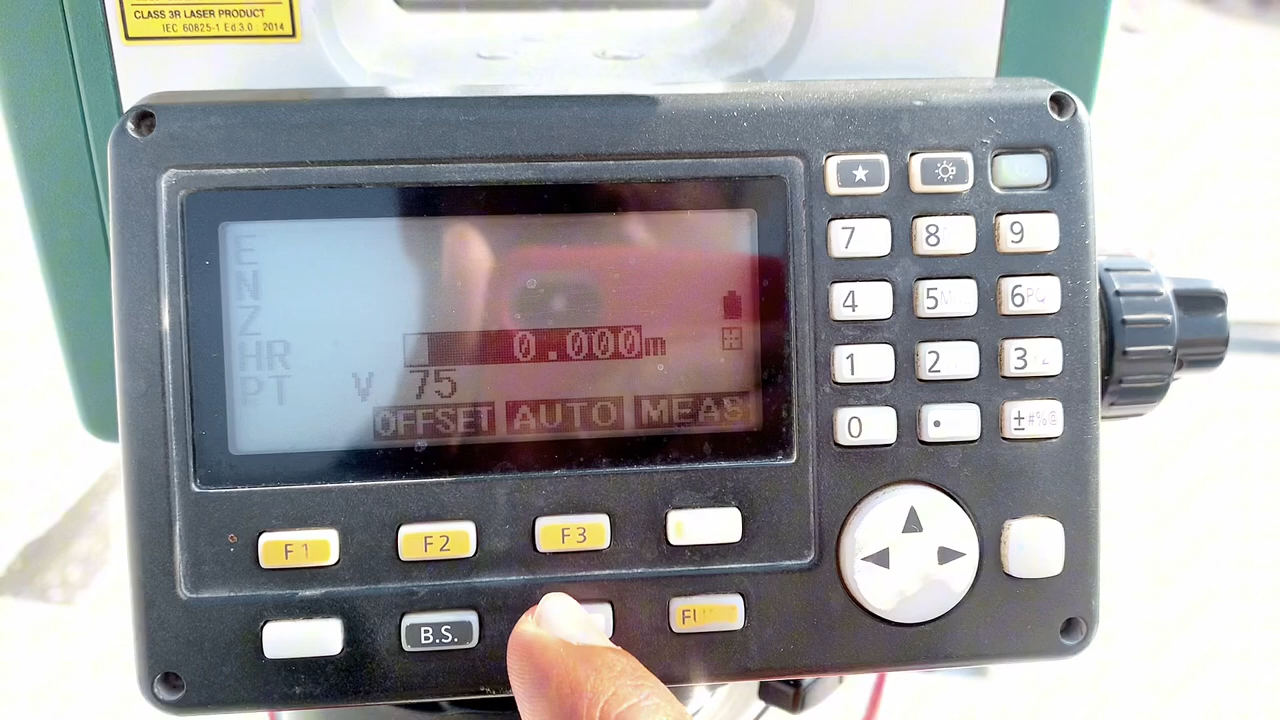 CLASS 3R LASER PRODUCT
IEC 60825-1 Ed.3.0 : 2014
E
N
Z
HR 0.000m
PT V 75
OFFSET AUTO MEAS
7 8 9
4 5 6
1 2 3
0 . ±#%@
F1 F2 F3
B.S.